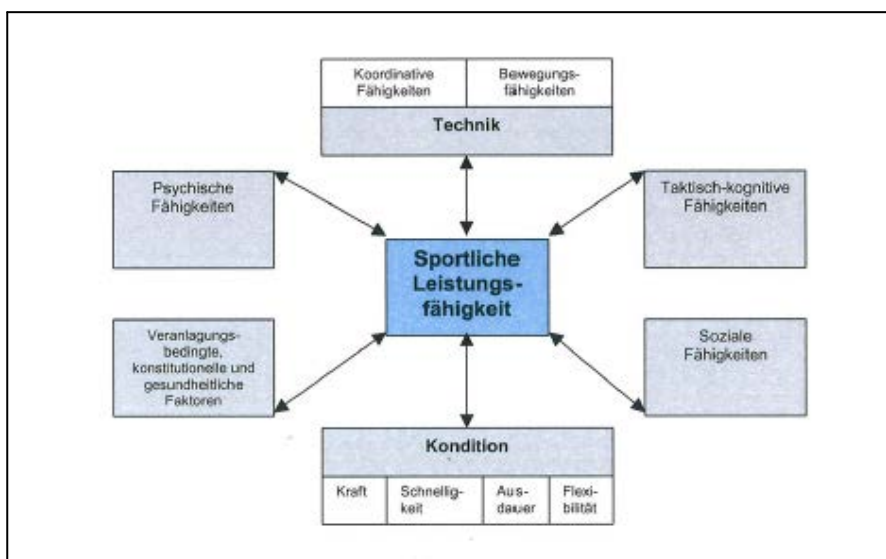 Koordinative
Fähigkeiten
Bewegungs-
fähigkeiten
Technik
Psychische
Fähigkeiten
Taktisch-kognitive
Fähigkeiten
Sportliche
Leistungs-
fähigkeit
Veranlagungs-
bedingte,
konstitutionelle und
gesundheitliche
Faktoren
Soziale
Fähigkeiten
Kondition
Kraft
Schnellig-
keit
Aus-
dauer
Flexi-
bilität